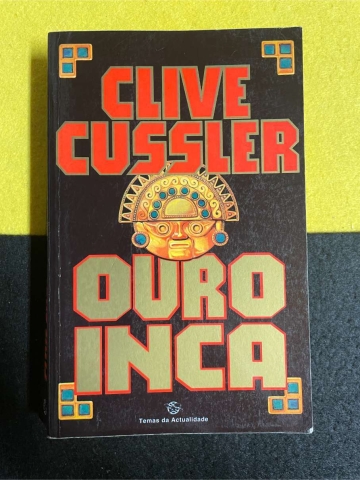 CLIVE
CUSSLER
OURO
INCA
Temas da Actualidade